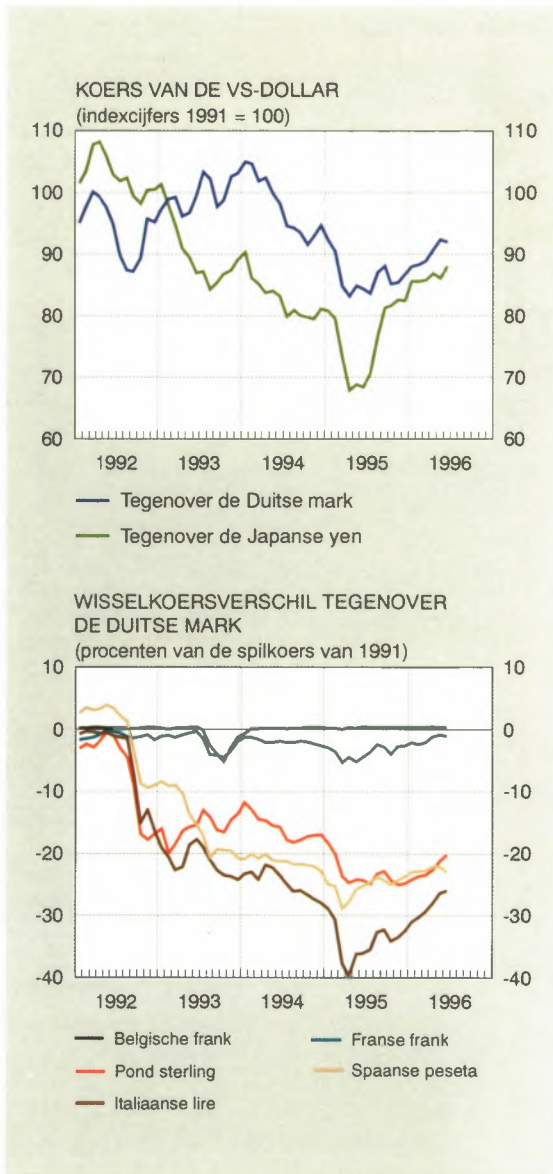 KOERS VAN DE VS-DOLLAR
(indexcijfers 1991 = 100)
110 110
100 100
90 90
80 80
70 70
60 60
1992 1993 1994 1995 1996
Tegenover de Duitse mark
Tegenover de Japanse yen
WISSELKOERSVERSCHIL TEGENOVER
DE DUITSE MARK
(procenten van de spilkoers van 1991)
10 10
0 0
-10 -10
-20 -20
-30 -30
-40 -40
1992 1993 1994 1995 1996
Belgische frank Franse frank
Pond sterling Spaanse peseta
Italiaanse lire